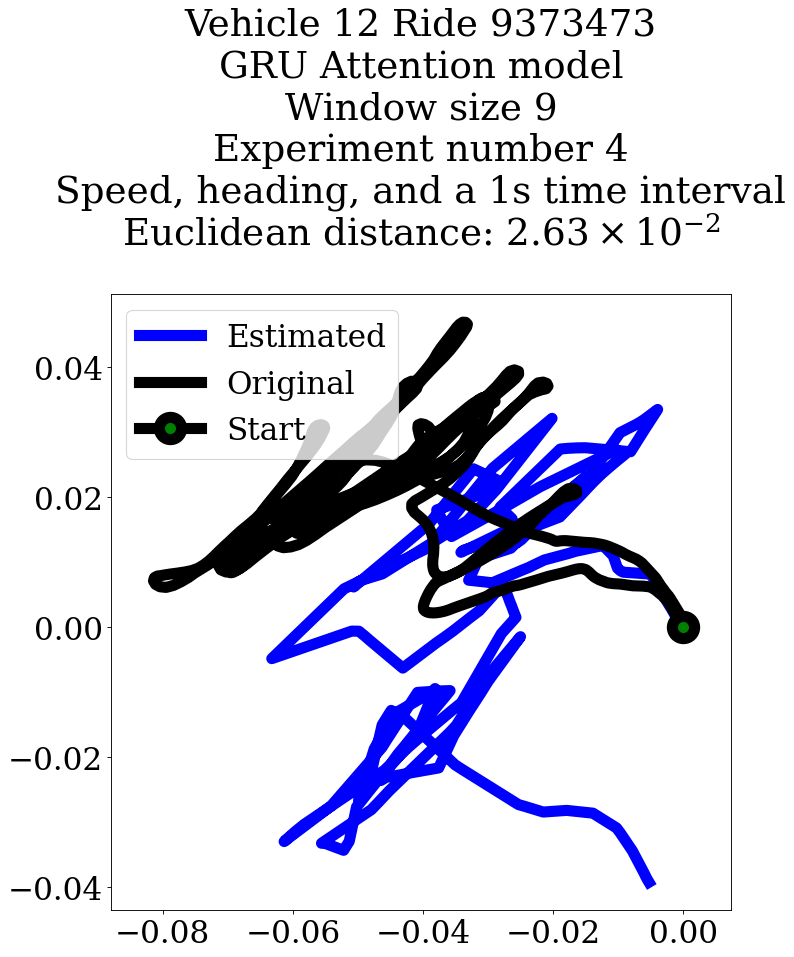 Vehicle 12 Ride 9373473
GRU Attention model
Window size 9
Experiment number 4
Speed, heading, and a 1s time interval
Euclidean distance: 2.63 × 10⁻²
Estimated
Original
Start
0.04
0.02
0.00
−0.02
−0.04
−0.08 −0.06 −0.04 −0.02 0.00